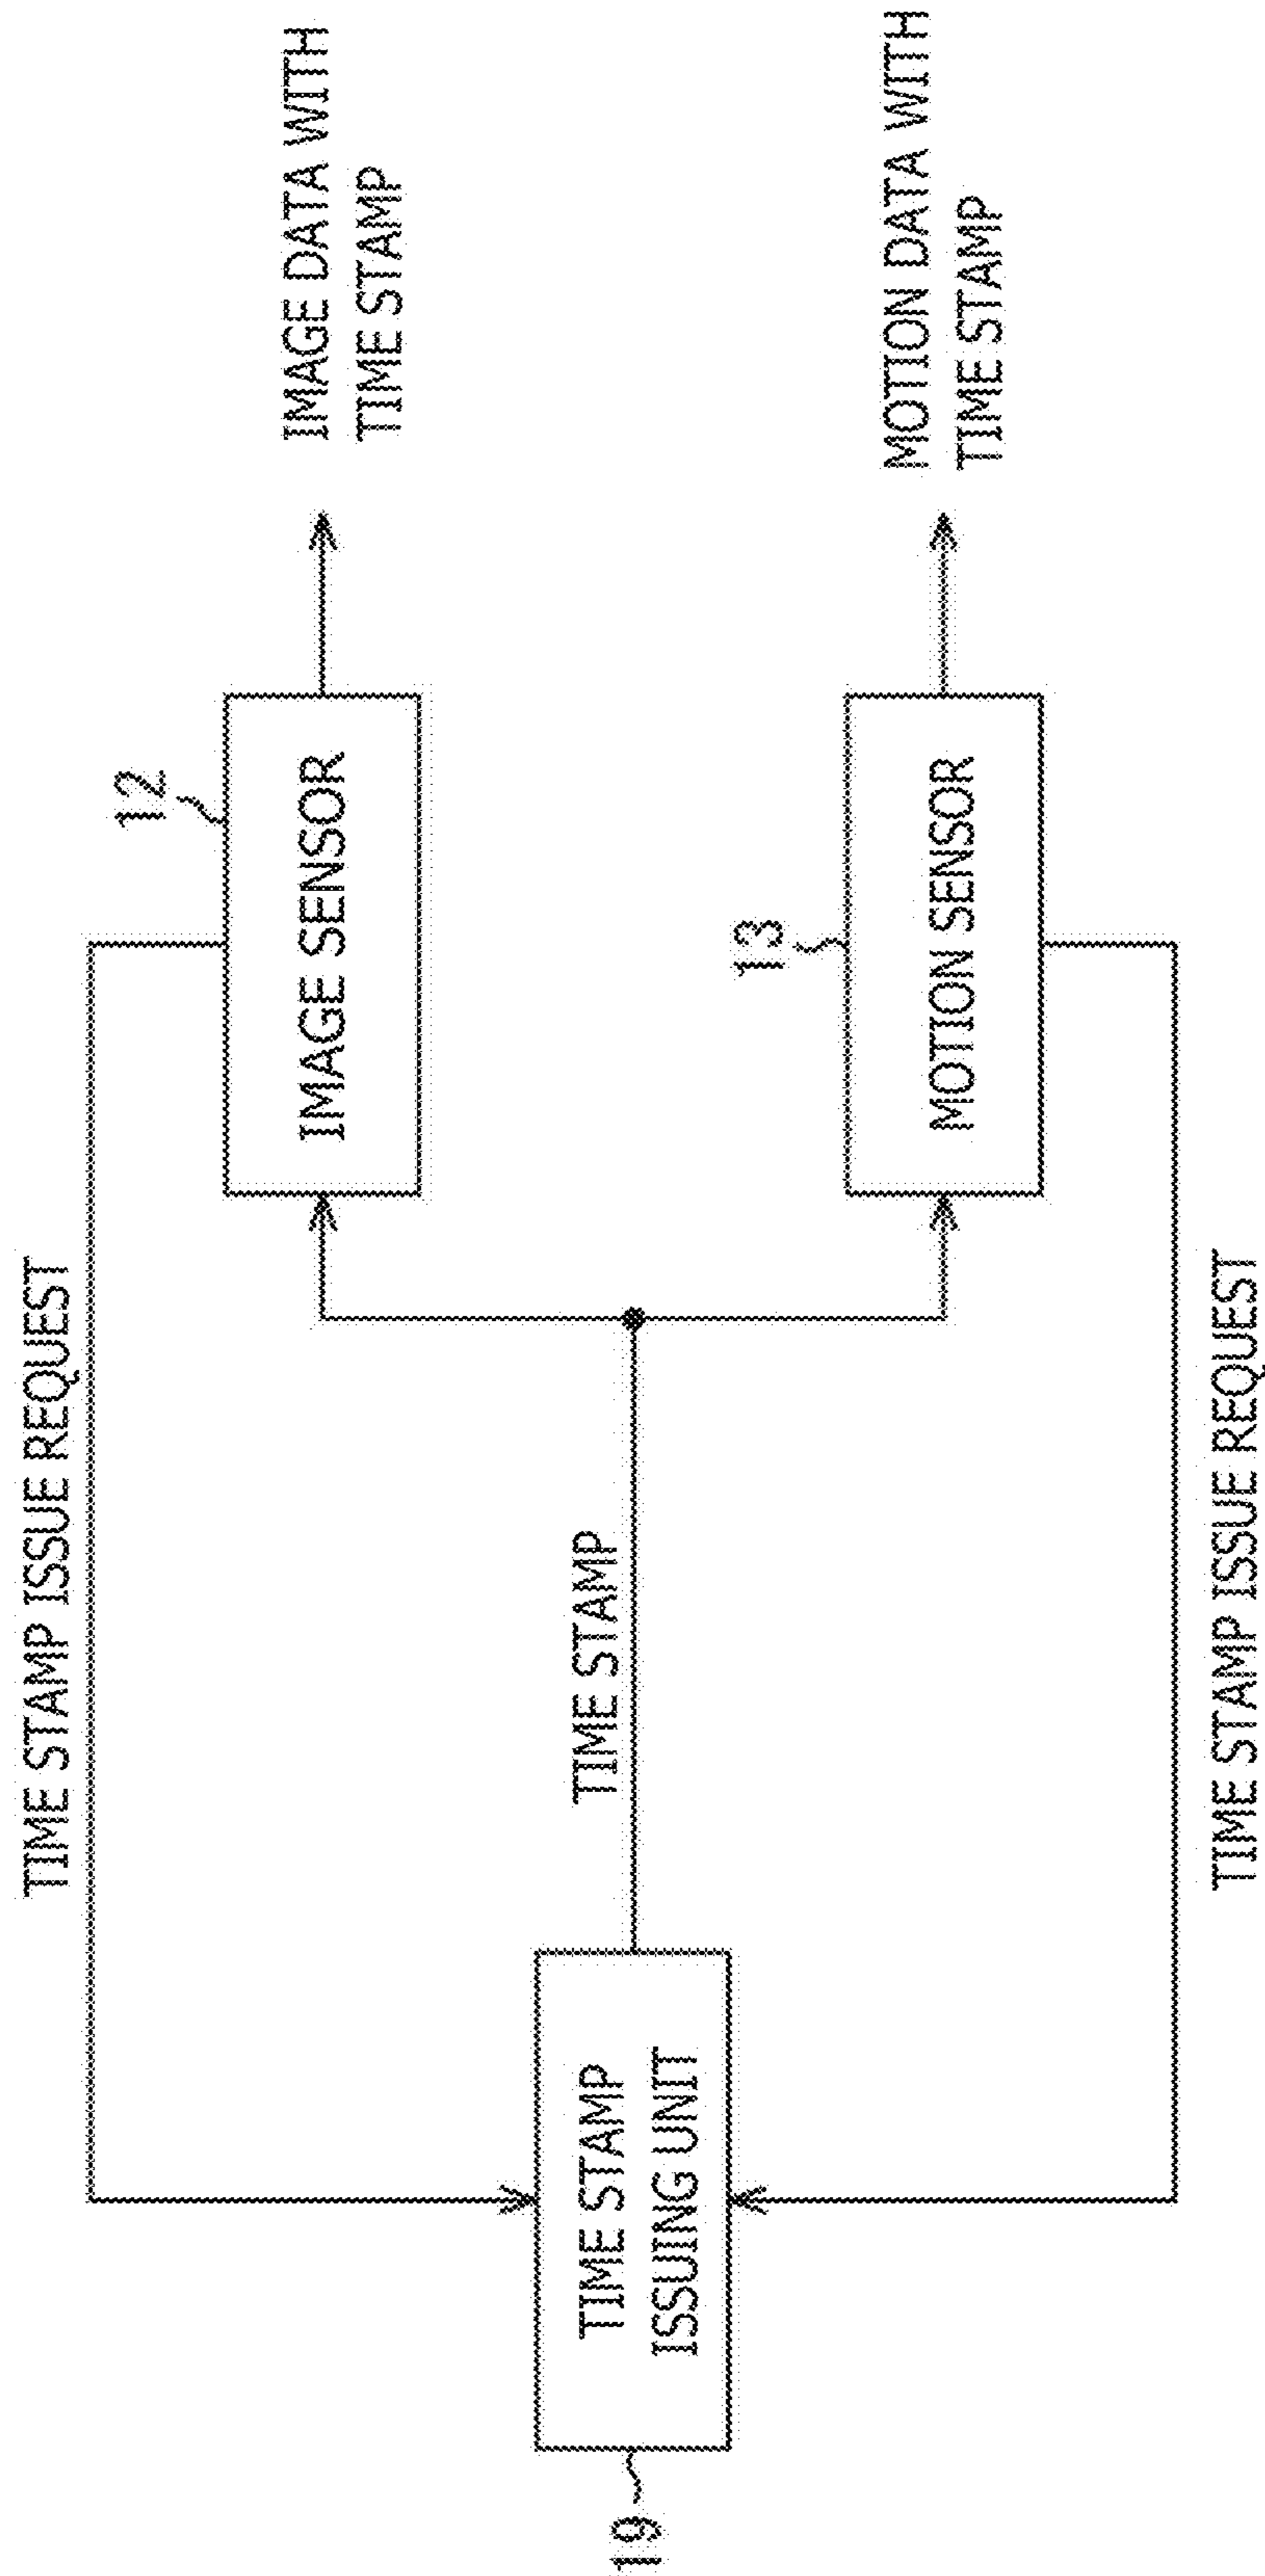 TIME STAMP ISSUE REQUEST
12
IMAGE SENSOR
IMAGE DATA WITH
TIME STAMP
19
TIME STAMP
ISSUING UNIT
TIME STAMP
13
MOTION SENSOR
MOTION DATA WITH
TIME STAMP
TIME STAMP ISSUE REQUEST